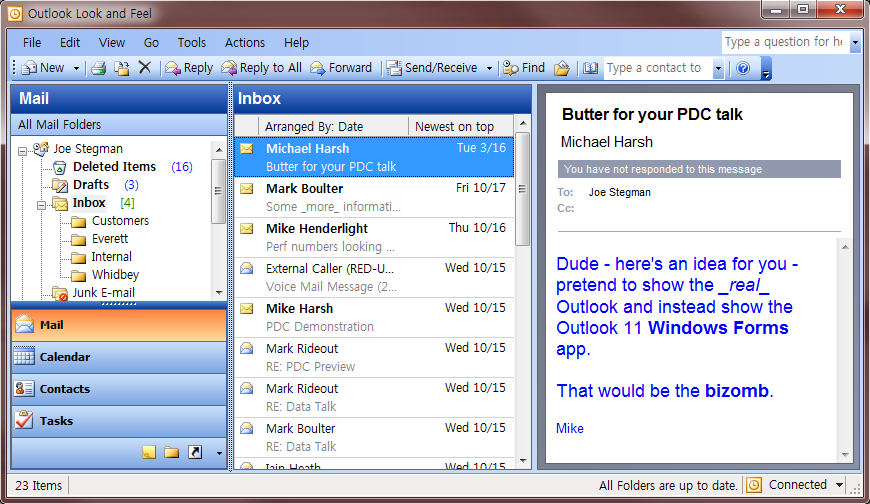 Outlook Look and Feel
File Edit View Go Tools Actions Help Type a question for he
New Reply Reply to All Forward Send/Receive Find Type a contact to
Mail
All Mail Folders
Joe Stegman
Deleted Items (16)
Drafts (3)
Inbox [4]
Customers
Everett
Internal
Whidbey
Junk E-mail
Mail
Calendar
Contacts
Tasks
Inbox
Arranged By: Date Newest on top
Michael Harsh Tue 3/16
Butter for your PDC talk
Mark Boulter Fri 10/17
Some _more_ informati...
Mike Henderlight Thu 10/16
Perf numbers looking ...
External Caller (RED-U... Wed 10/15
Voice Mail Message (2...
Mike Harsh Wed 10/15
PDC Demonstration
Mark Rideout Wed 10/15
RE: PDC Preview
Mark Rideout Wed 10/15
RE: Data Talk
Mark Boulter Wed 10/15
RE: Data Talk
Iain Heath Wed 10/15
Butter for your PDC talk
Michael Harsh
You have not responded to this message
To: Joe Stegman
Cc:
Dude - here's an idea for you -
pretend to show the _real_
Outlook and instead show the
Outlook 11 Windows Forms
app.
That would be the bizomb.
Mike
23 Items All Folders are up to date. Connected